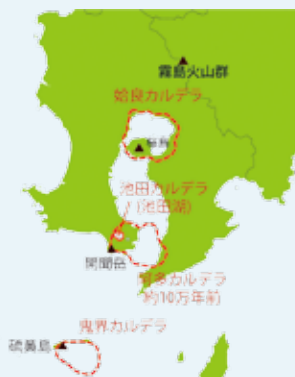 霧島火山群
姶良カルデラ
桜島
池田カルデラ
(池田湖)
開聞岳
阿多カルデラ
約10万年前
鬼界カルデラ
硫黄島